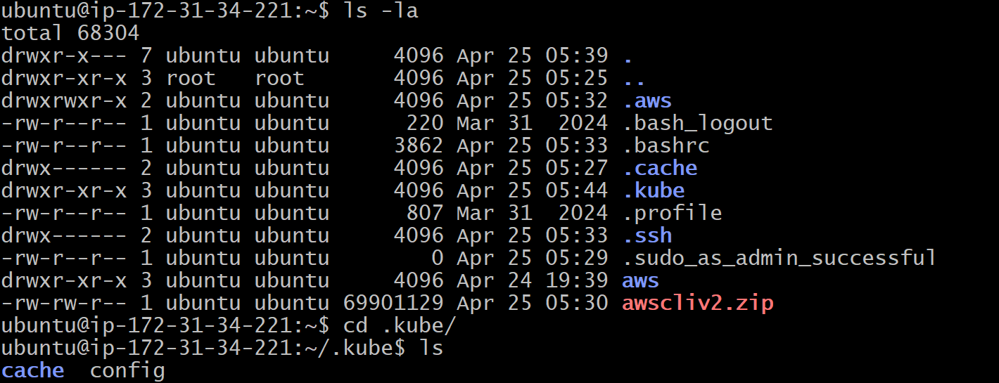 ubuntu@ip-172-31-34-221:~$ ls -la
total 68304
drwxr-x--- 7 ubuntu ubuntu     4096 Apr 25 05:39 .
drwxr-xr-x 3 root   root       4096 Apr 25 05:25 ..
drwxrwxr-x 2 ubuntu ubuntu     4096 Apr 25 05:32 .aws
-rw-r--r-- 1 ubuntu ubuntu      220 Mar 31  2024 .bash_logout
-rw-r--r-- 1 ubuntu ubuntu     3862 Apr 25 05:33 .bashrc
drwx------ 2 ubuntu ubuntu     4096 Apr 25 05:27 .cache
drwxr-xr-x 3 ubuntu ubuntu     4096 Apr 25 05:44 .kube
-rw-r--r-- 1 ubuntu ubuntu      807 Mar 31  2024 .profile
drwx------ 2 ubuntu ubuntu     4096 Apr 25 05:33 .ssh
-rw-r--r-- 1 ubuntu ubuntu        0 Apr 25 05:29 .sudo_as_admin_successful
drwxr-xr-x 3 ubuntu ubuntu     4096 Apr 24 19:39 aws
-rw-rw-r-- 1 ubuntu ubuntu 69901129 Apr 25 05:30 awscliv2.zip
ubuntu@ip-172-31-34-221:~$ cd .kube/
ubuntu@ip-172-31-34-221:~/.kube$ ls
cache  config